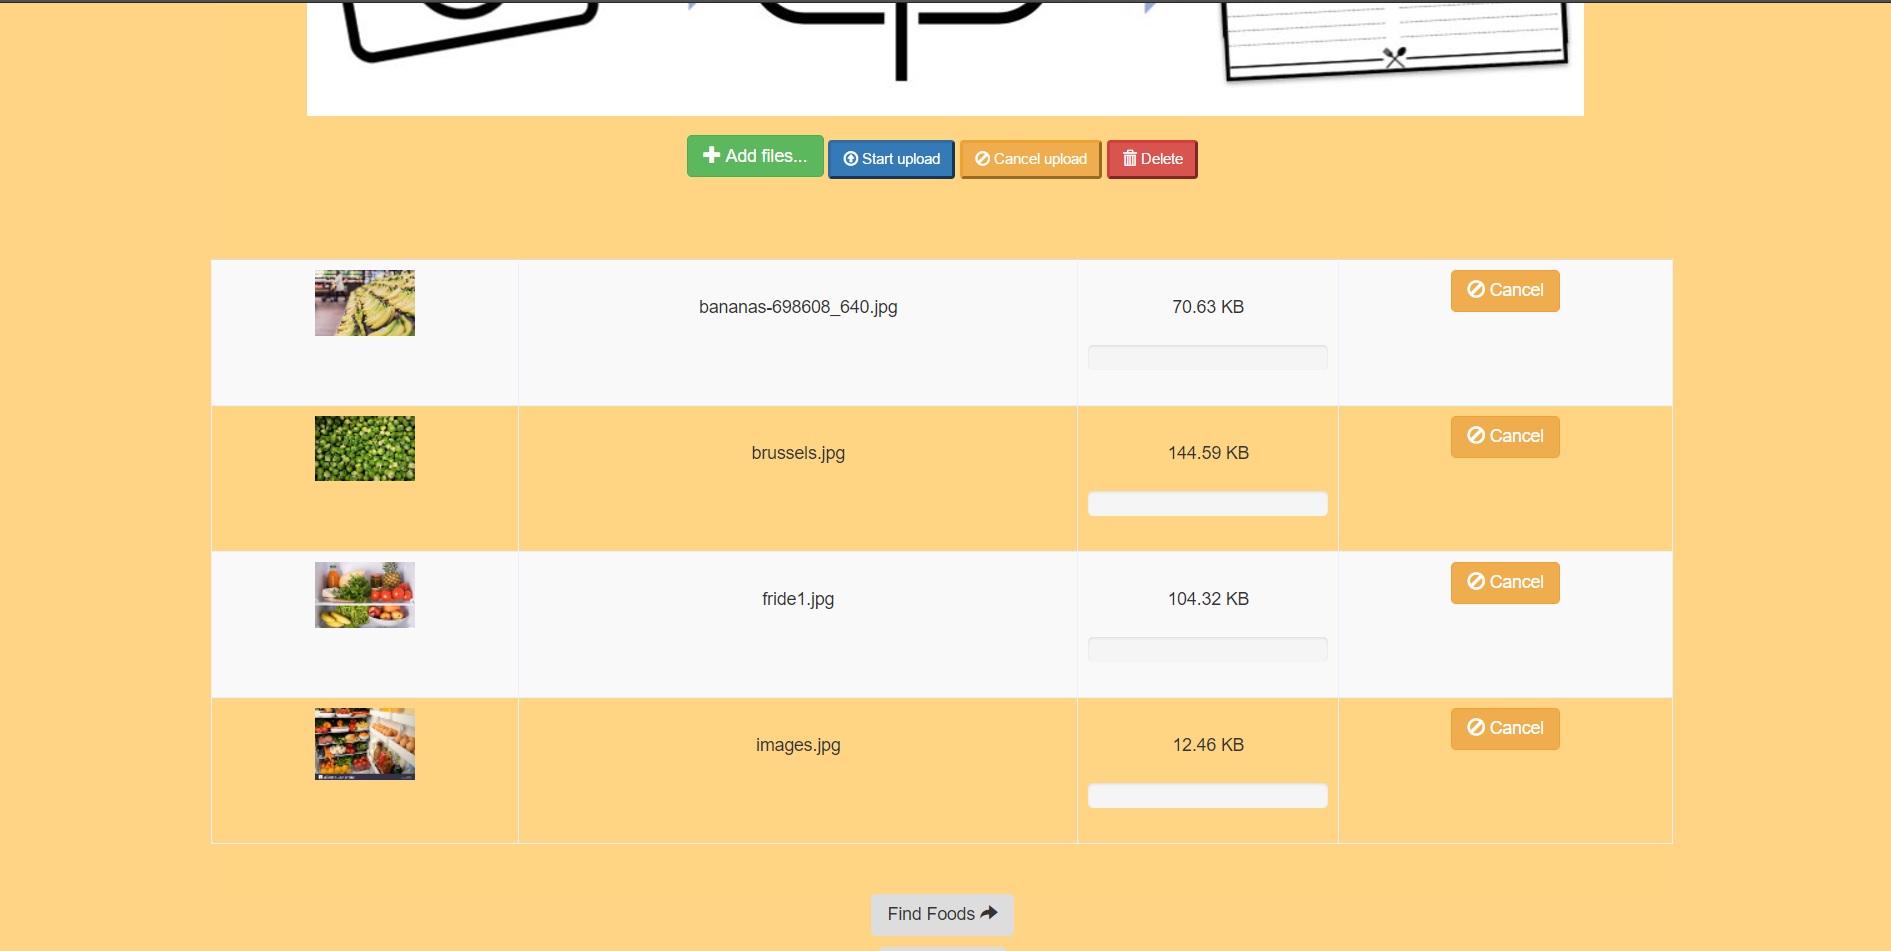 Add files...
Start upload
Cancel upload
Delete
bananas-698608_640.jpg
70.63 KB
Cancel
brussels.jpg
144.59 KB
Cancel
fride1.jpg
104.32 KB
Cancel
images.jpg
12.46 KB
Cancel
Find Foods